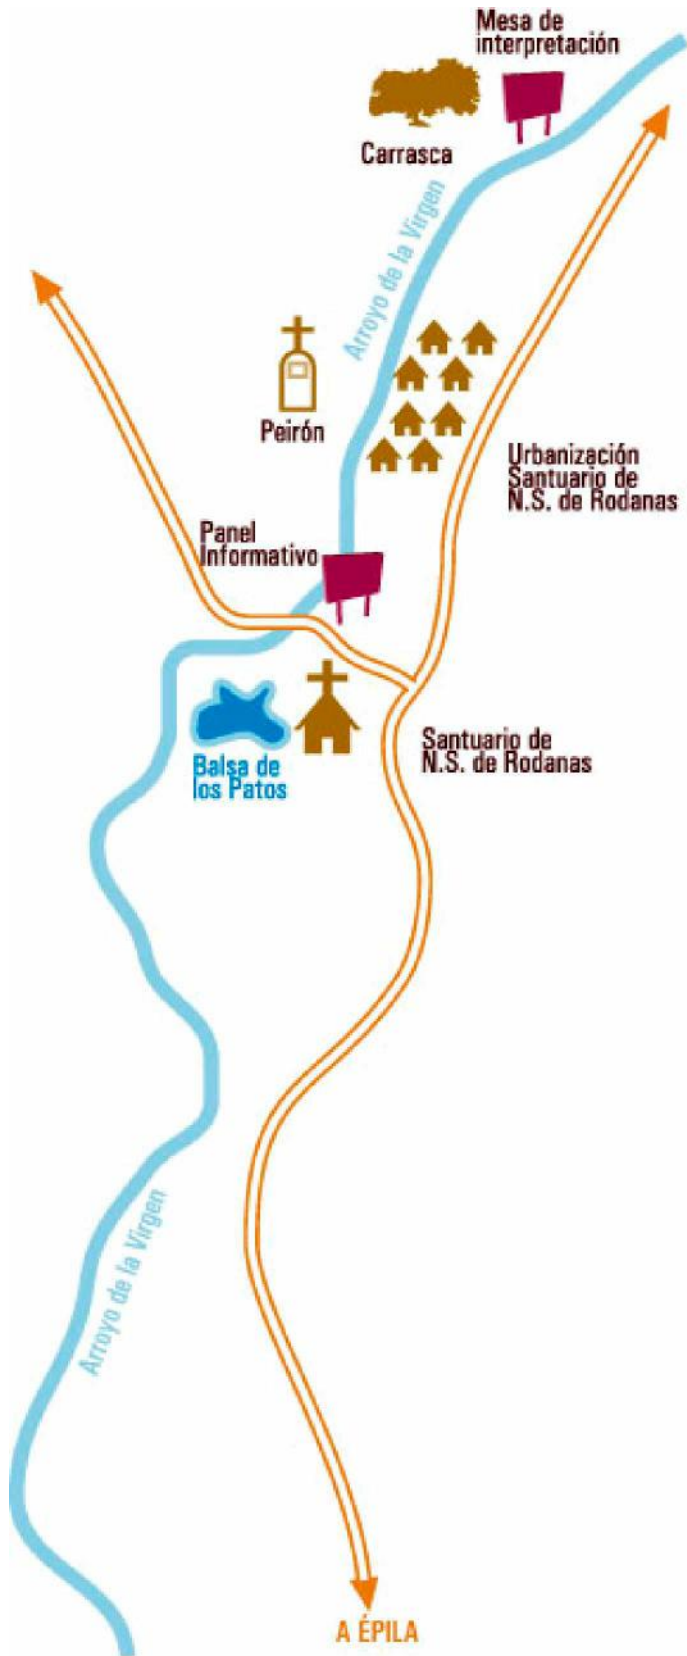 Mesa de
interpretación
Carrasca
Arroyo de la Virgen
Peirón
Urbanización
Santuario de
N.S. de Rodanas
Panel
Informativo
Santuario de
N.S. de Rodanas
Balsa de
los Patos
Arroyo de la Virgen
A ÉPILA